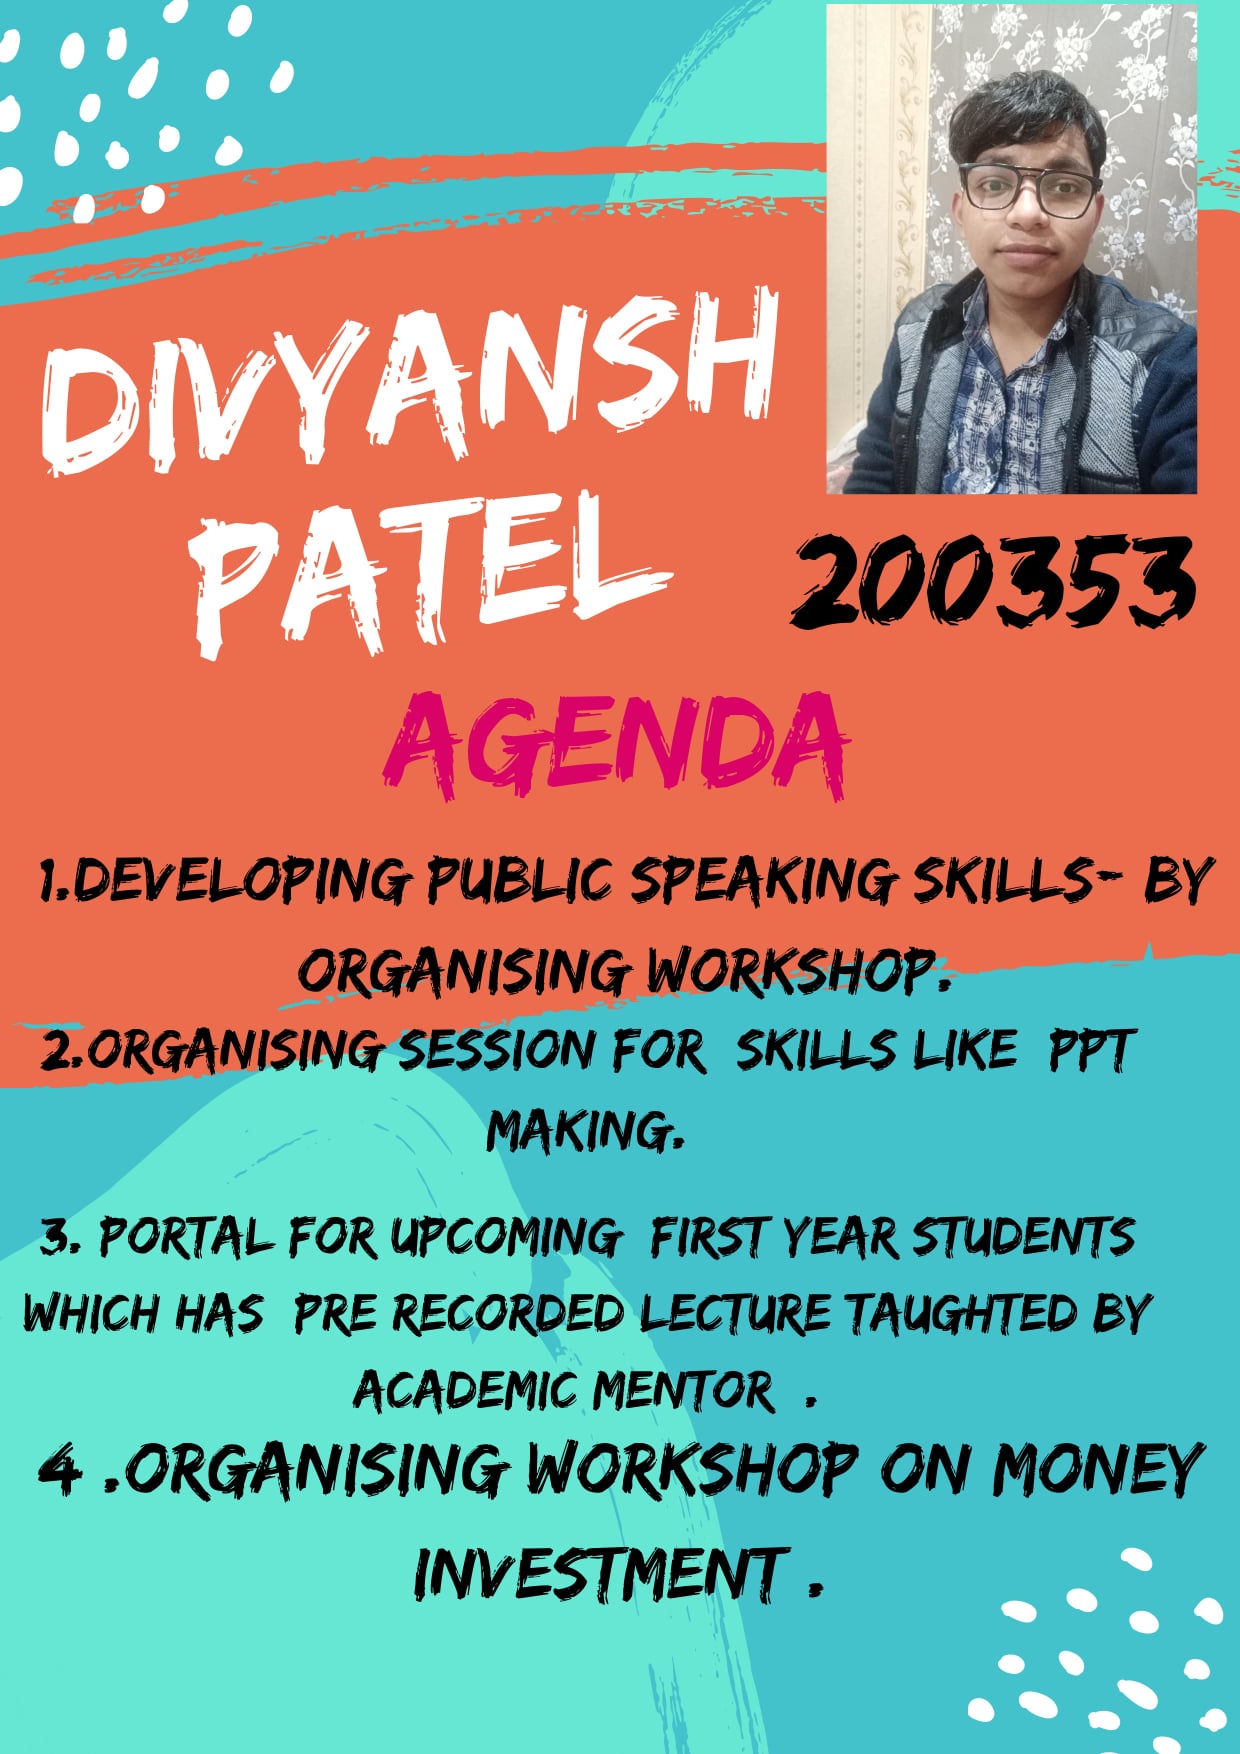 DIVYANSH
PATEL
200353
AGENDA
1.DEVELOPING PUBLIC SPEAKING SKILLS- BY
ORGANISING WORKSHOP.
2.ORGANISING SESSION FOR SKILLS LIKE PPT
MAKING.
3. PORTAL FOR UPCOMING FIRST YEAR STUDENTS
WHICH HAS PRE RECORDED LECTURE TAUGHTED BY
ACADEMIC MENTOR .
4 .ORGANISING WORKSHOP ON MONEY
INVESTMENT .